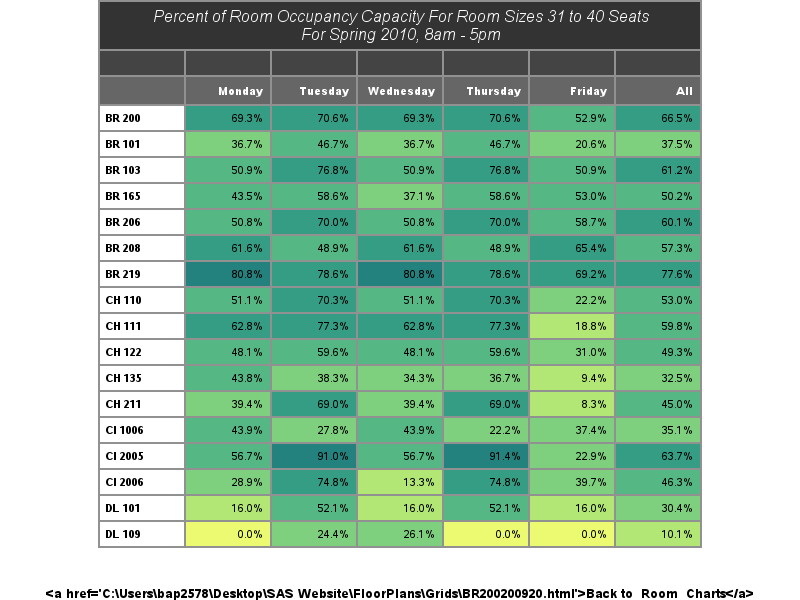 Percent of Room Occupancy Capacity For Room Sizes 31 to 40 Seats
For Spring 2010, 8am - 5pm
Monday Tuesday Wednesday Thursday Friday All
BR 200 69.3% 70.6% 69.3% 70.6% 52.9% 66.5%
BR 101 36.7% 46.7% 36.7% 46.7% 20.6% 37.5%
BR 103 50.9% 76.8% 50.9% 76.8% 50.9% 61.2%
BR 165 43.5% 58.6% 37.1% 58.6% 53.0% 50.2%
BR 206 50.8% 70.0% 50.8% 70.0% 58.7% 60.1%
BR 208 61.6% 48.9% 61.6% 48.9% 65.4% 57.3%
BR 219 80.8% 78.6% 80.8% 78.6% 69.2% 77.6%
CH 110 51.1% 70.3% 51.1% 70.3% 22.2% 53.0%
CH 111 62.8% 77.3% 62.8% 77.3% 18.8% 59.8%
CH 122 48.1% 59.6% 48.1% 59.6% 31.0% 49.3%
CH 135 43.8% 38.3% 34.3% 36.7% 9.4% 32.5%
CH 211 39.4% 69.0% 39.4% 69.0% 8.3% 45.0%
CI 1006 43.9% 27.8% 43.9% 22.2% 37.4% 35.1%
CI 2005 56.7% 91.0% 56.7% 91.4% 22.9% 63.7%
CI 2006 28.9% 74.8% 13.3% 74.8% 39.7% 46.3%
DL 101 16.0% 52.1% 16.0% 52.1% 16.0% 30.4%
DL 109 0.0% 24.4% 26.1% 0.0% 0.0% 10.1%
<a href='C:\Users\bap2578\Desktop\SAS Website\FloorPlans\Grids\BR200200920.html'>Back to Room Charts</a>